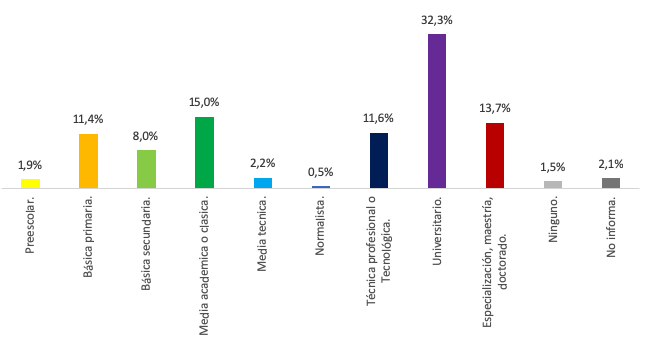 1,9%
11,4%
8,0%
15,0%
2,2%
0,5%
11,6%
32,3%
13,7%
1,5%
2,1%
Preescolar.
Básica primaria.
Básica secundaria.
Media academica o clasica.
Media tecnica.
Normalista.
Técnica profesional o
Tecnológica.
Universitario.
Especialización, maestría,
doctorado.
Ninguno.
No informa.